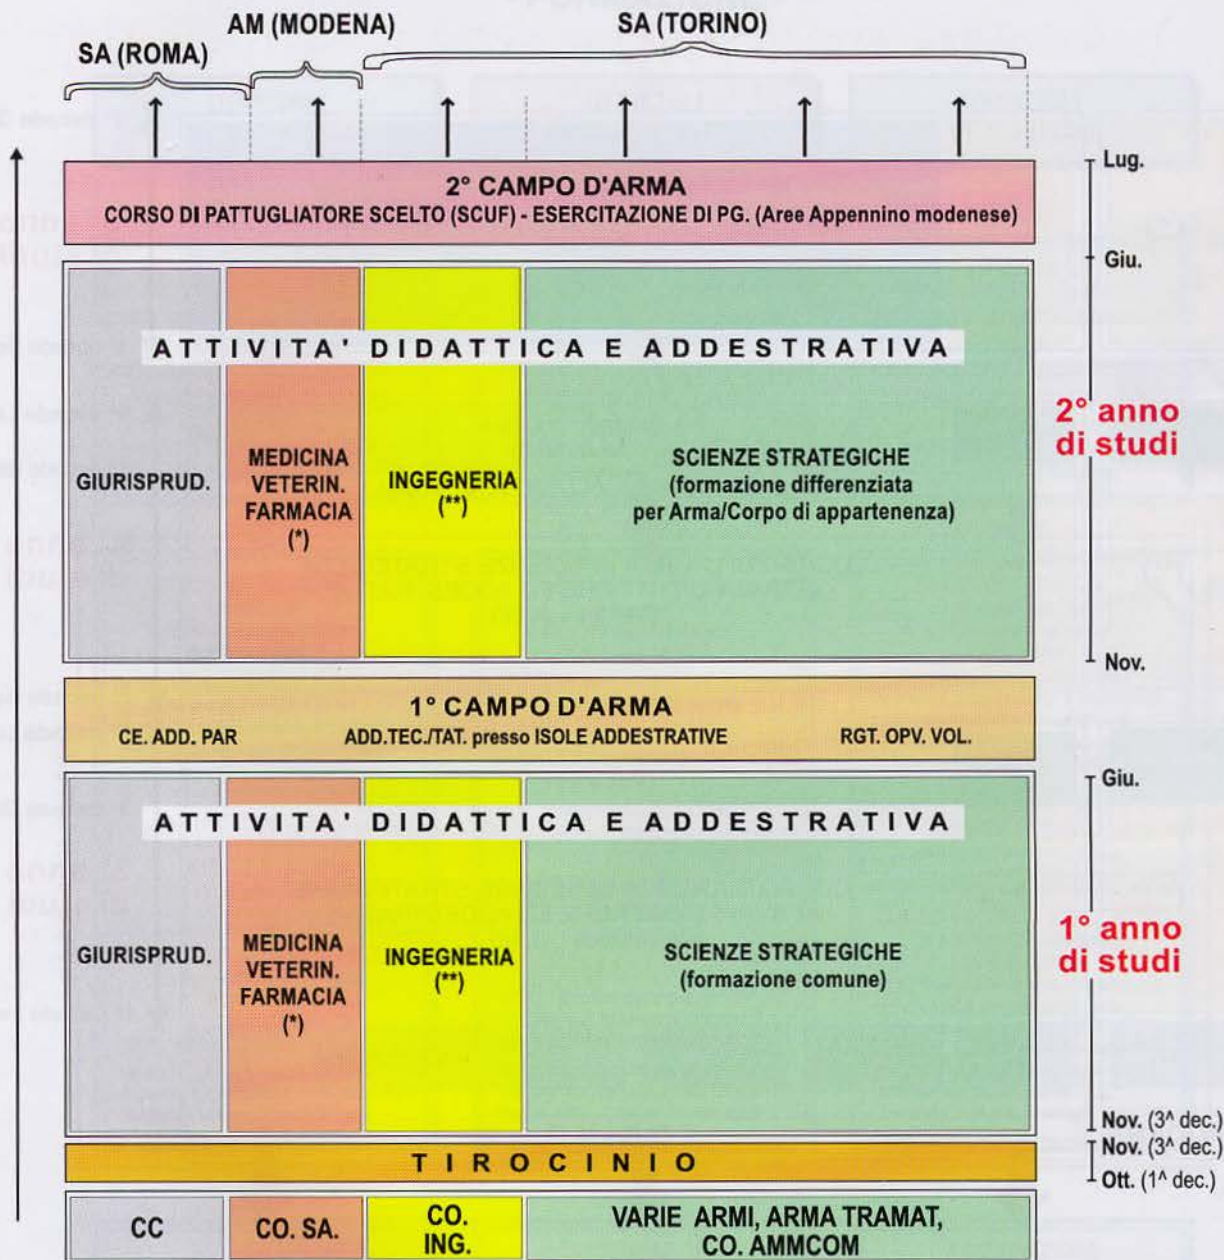 AM (MODENA)
SA (TORINO)
SA (ROMA)
2° CAMPO D'ARMA
CORSO DI PATTUGLIATORE SCELTO (SCUF) - ESERCITAZIONE DI PG. (Aree Appennino modenese)
Lug.
Giu.
ATTIVITA' DIDATTICA E ADDESTRATIVA
GIURISPRUD.
MEDICINA
VETERIN.
FARMACIA
(*)
INGEGNERIA
(**)
SCIENZE STRATEGICHE
(formazione differenziata
per Arma/Corpo di appartenenza)
2° anno
di studi
Nov.
1° CAMPO D'ARMA
CE. ADD. PAR
ADD.TEC./TAT. presso ISOLE ADDESTRATIVE
RGT. OPV. VOL.
Giu.
ATTIVITA' DIDATTICA E ADDESTRATIVA
GIURISPRUD.
MEDICINA
VETERIN.
FARMACIA
(*)
INGEGNERIA
(**)
SCIENZE STRATEGICHE
(formazione comune)
1° anno
di studi
Nov. (3^ dec.)
Nov. (3^ dec.)
TIROCINIO
Ott. (1^ dec.)
CC
CO. SA.
CO.
ING.
VARIE ARMI, ARMA TRAMAT,
CO. AMMCOM